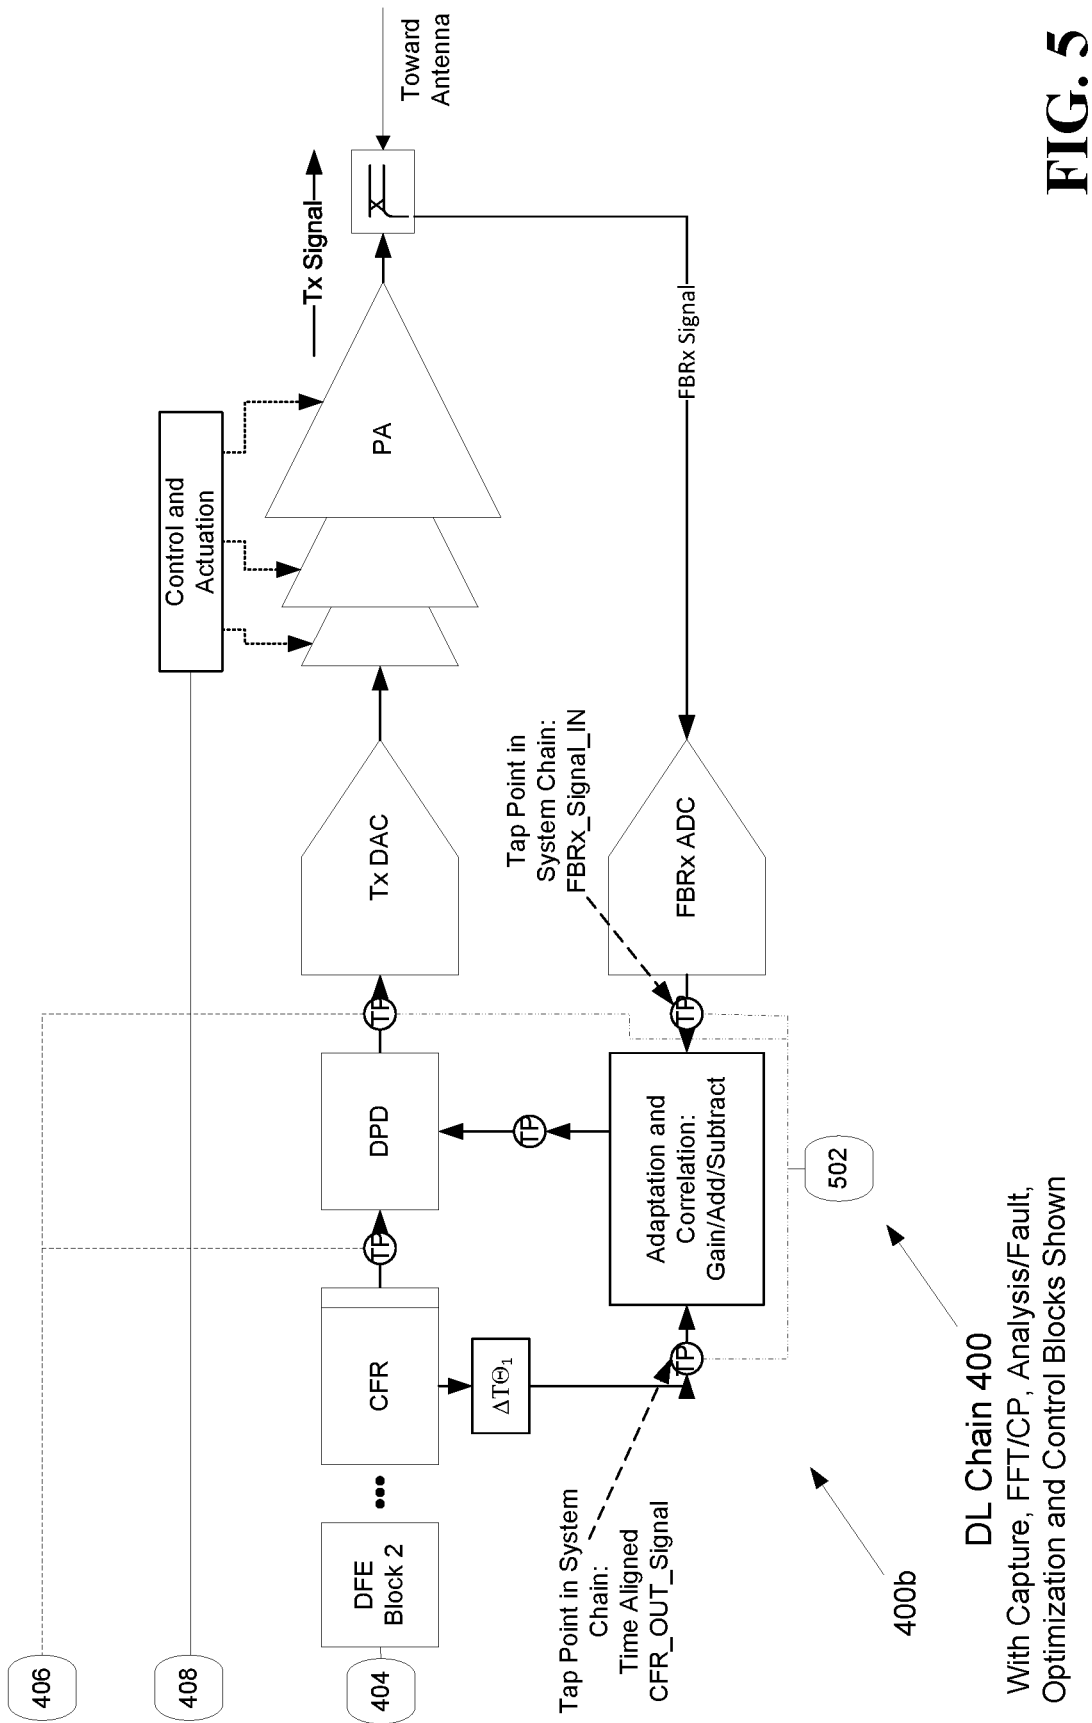 406
408
404
DFE
Block 2
•••
CFR
ΔTΘ1
TP
DPD
TP
TP
Tx DAC
Control and
Actuation
PA
Tx Signal
Toward
Antenna
FBRx Signal
Tap Point in
System Chain:
FBRx_Signal_IN
FBRx ADC
TP
Adaptation and
Correlation:
Gain/Add/Subtract
TP
Tap Point in System
Chain:
Time Aligned
CFR_OUT_Signal
502
400b
DL Chain 400
With Capture, FFT/CP, Analysis/Fault,
Optimization and Control Blocks Shown
FIG. 5